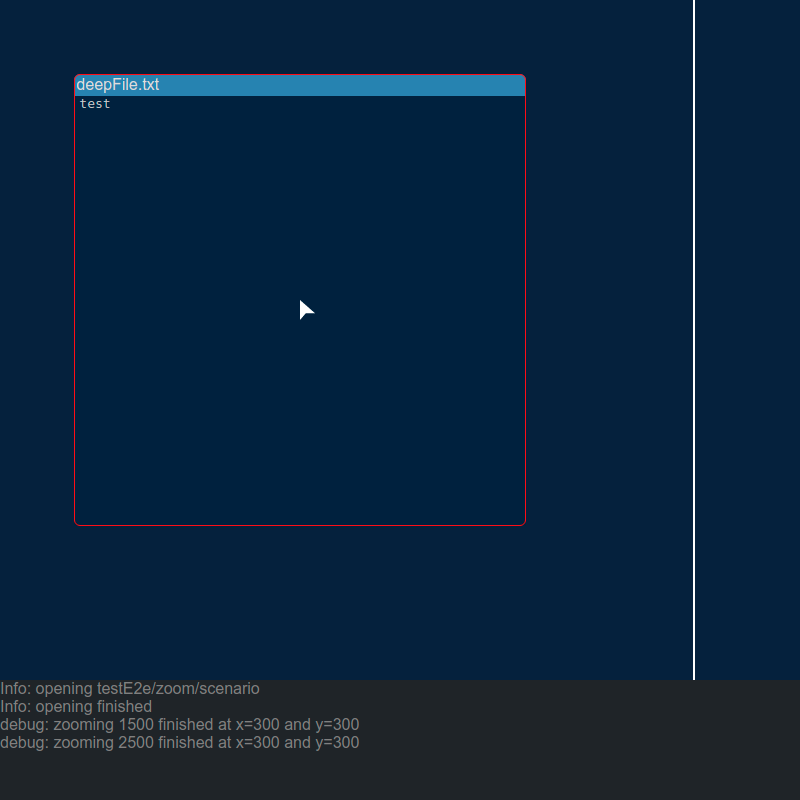 deepFile.txt
test
Info: opening testE2e/zoom/scenario
Info: opening finished
debug: zooming 1500 finished at x=300 and y=300
debug: zooming 2500 finished at x=300 and y=300